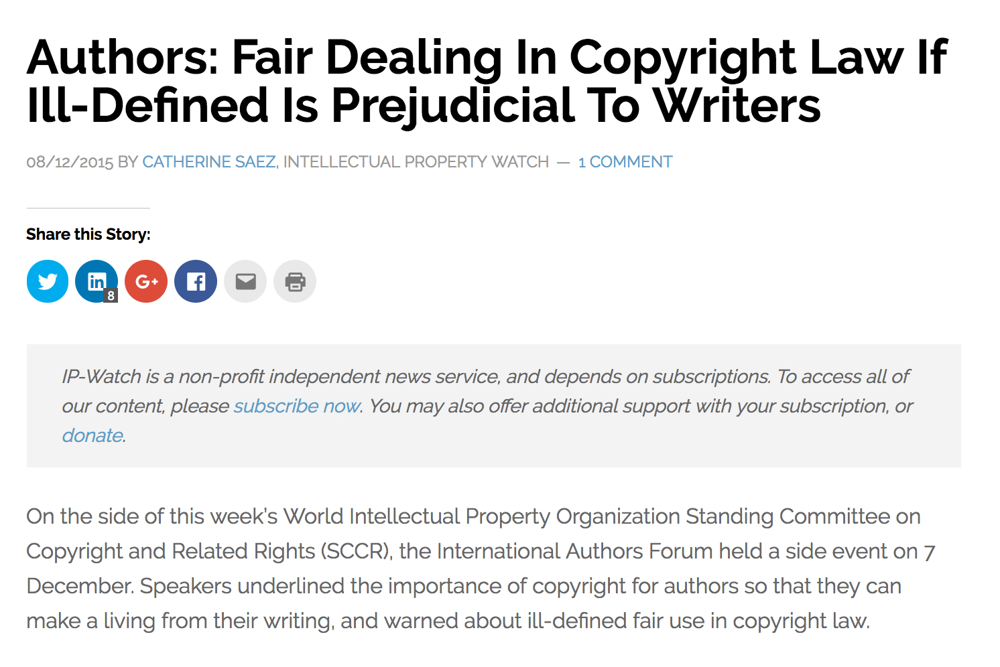 Authors: Fair Dealing In Copyright Law If
Ill-Defined Is Prejudicial To Writers
08/12/2015 BY CATHERINE SAEZ, INTELLECTUAL PROPERTY WATCH — 1 COMMENT
Share this Story:
in
8
G+
f
IP-Watch is a non-profit independent news service, and depends on subscriptions. To access all of
our content, please subscribe now. You may also offer additional support with your subscription, or
donate.
On the side of this week’s World Intellectual Property Organization Standing Committee on
Copyright and Related Rights (SCCR), the International Authors Forum held a side event on 7
December. Speakers underlined the importance of copyright for authors so that they can
make a living from their writing, and warned about ill-defined fair use in copyright law.